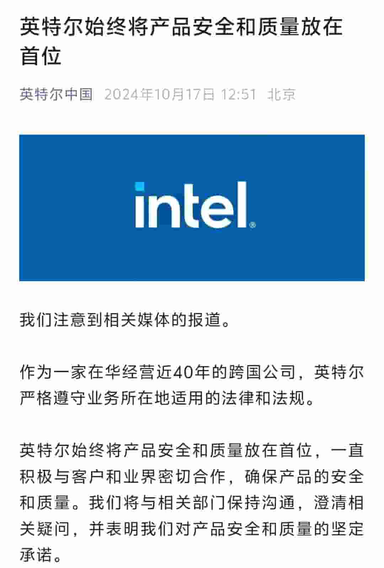 英特尔始终将产品安全和质量放在
首位
英特尔中国 2024年10月17日 12:51 北京
intel®
我们注意到相关媒体的报道。
作为一家在华经营近40年的跨国公司，英特尔
严格遵守业务所在地适用的法律和法规。
英特尔始终将产品安全和质量放在首位，一直
积极与客户和业界密切合作，确保产品的安全
和质量。我们将与相关部门保持沟通，澄清相
关疑问，并表明我们对产品安全和质量的坚定
承诺。